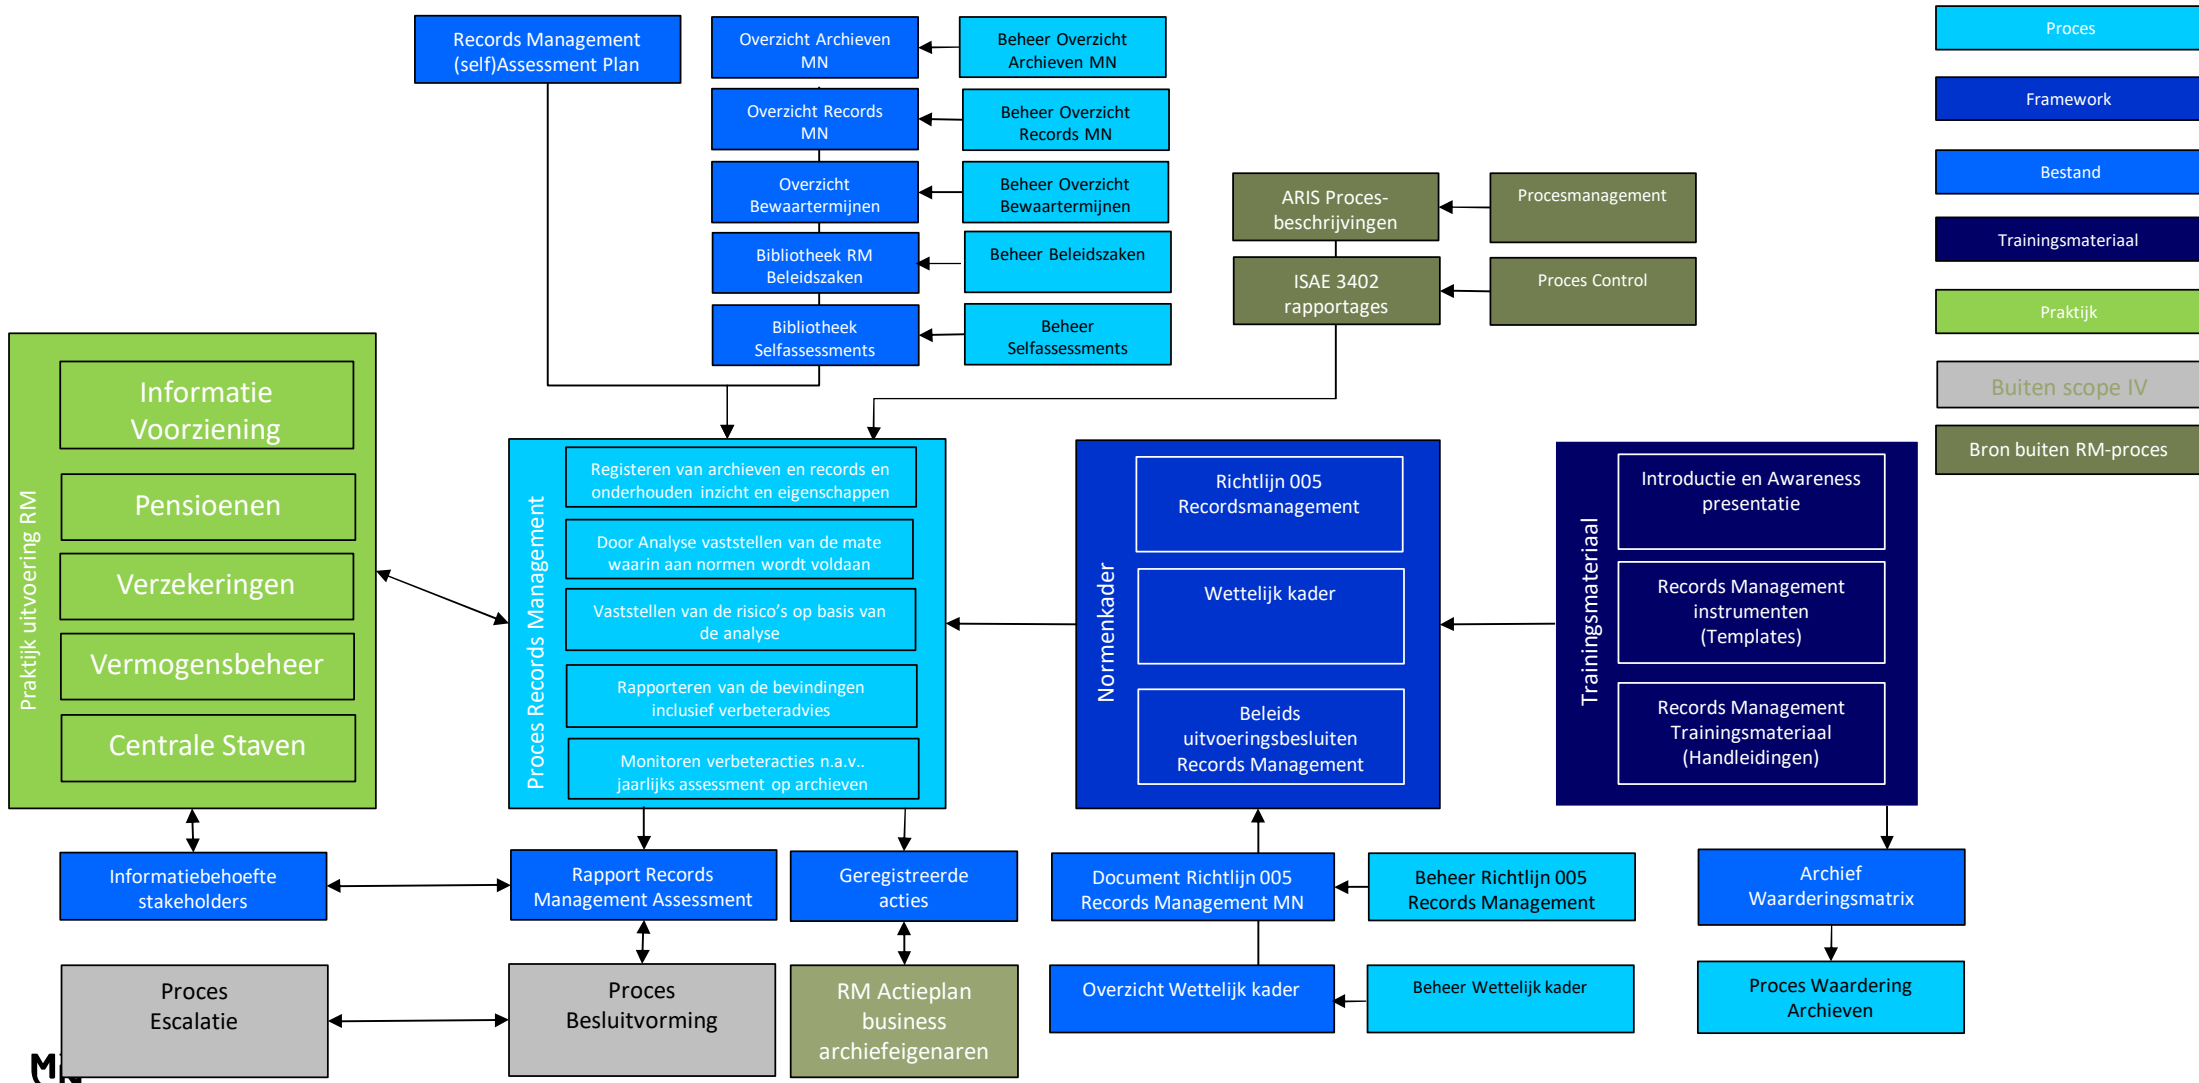 Records Management
(self)Assessment Plan
Overzicht Archieven
MN
Beheer Overzicht
Archieven MN
Overzicht Records
MN
Beheer Overzicht
Records MN
Overzicht
Bewaartermijnen
Beheer Overzicht
Bewaartermijnen
Bibliotheek RM
Beleidszaken
Beheer Beleidszaken
Bibliotheek
Selfassessments
Beheer
Selfassessments
ARIS Proces-
beschrijvingen
Procesmanagement
ISAE 3402
rapportages
Proces Control
Proces
Framework
Bestand
Trainingsmateriaal
Praktijk
Buiten scope IV
Bron buiten RM-proces
Praktijk uitvoering RM
Informatie
Voorziening
Pensioenen
Verzekeringen
Vermogensbeheer
Centrale Staven
Proces Records Management
Registeren van archieven en records en
onderhouden inzicht en eigenschappen
Door Analyse vaststellen van de mate
waarin aan normen wordt voldaan
Vaststellen van de risico's op basis van
de analyse
Rapporteren van de bevindingen
inclusief verbeteradvies
Monitoren verbeteracties n.a.v..
jaarlijks assessment op archieven
Normenkader
Richtlijn 005
Recordsmanagement
Wettelijk kader
Beleids
uitvoeringsbesluiten
Records Management
Trainingsmateriaal
Introductie en Awareness
presentatie
Records Management
instrumenten
(Templates)
Records Management
Trainingsmateriaal
(Handleidingen)
Informatiebehoefte
stakeholders
Rapport Records
Management Assessment
Geregistreerde
acties
Document Richtlijn 005
Records Management MN
Beheer Richtlijn 005
Records Management
Archief
Waarderingsmatrix
Proces
Escalatie
Proces
Besluitvorming
RM Actieplan
business
archiefeigenaren
Overzicht Wettelijk kader
Beheer Wettelijk kader
Proces Waardering
Archieven
MN